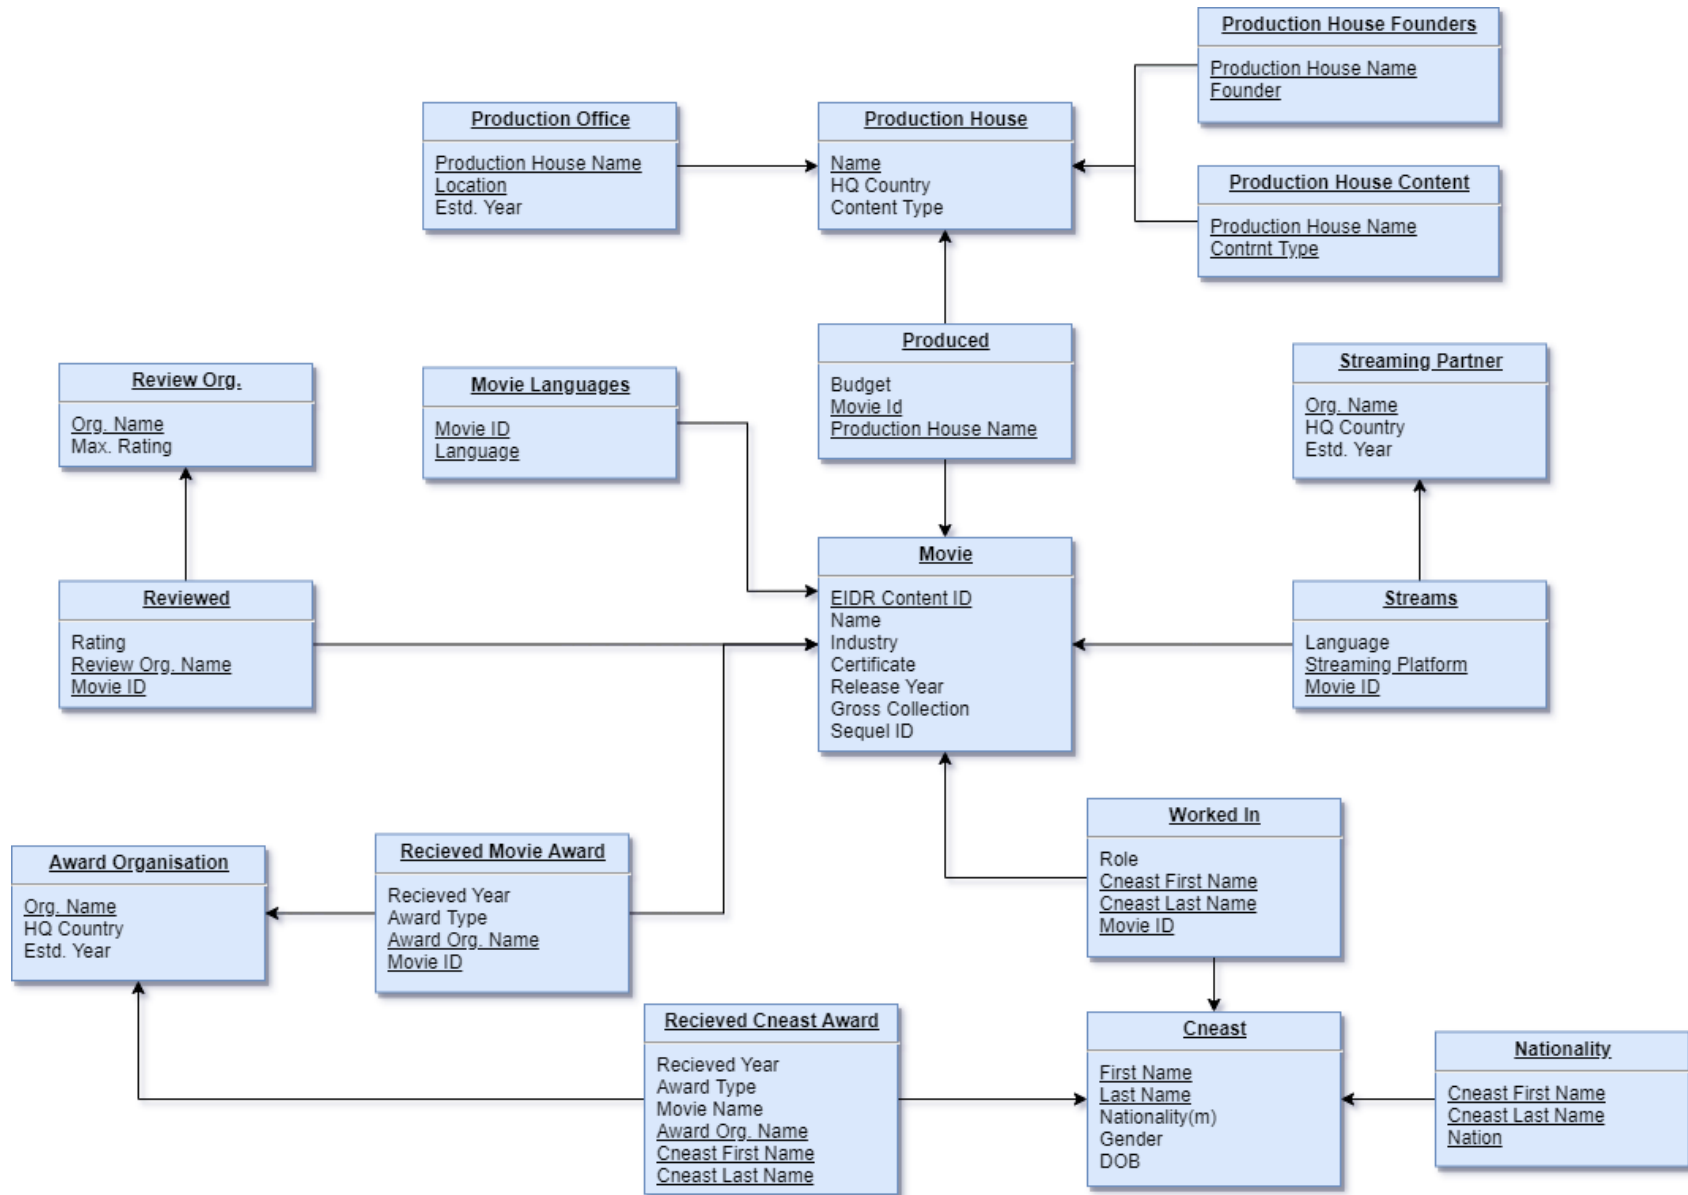 Production House Founders
Production House Name
Founder
Production Office
Production House Name
Location
Estd. Year
Production House
Name
HQ Country
Content Type
Production House Content
Production House Name
Contrnt Type
Produced
Budget
Movie Id
Production House Name
Streaming Partner
Org. Name
HQ Country
Estd. Year
Review Org.
Org. Name
Max. Rating
Movie Languages
Movie ID
Language
Movie
EIDR Content ID
Name
Industry
Certificate
Release Year
Gross Collection
Sequel ID
Reviewed
Rating
Review Org. Name
Movie ID
Streams
Language
Streaming Platform
Movie ID
Worked In
Role
Cneast First Name
Cneast Last Name
Movie ID
Award Organisation
Org. Name
HQ Country
Estd. Year
Recieved Movie Award
Recieved Year
Award Type
Award Org. Name
Movie ID
Recieved Cneast Award
Recieved Year
Award Type
Movie Name
Award Org. Name
Cneast First Name
Cneast Last Name
Cneast
First Name
Last Name
Nationality(m)
Gender
DOB
Nationality
Cneast First Name
Cneast Last Name
Nation